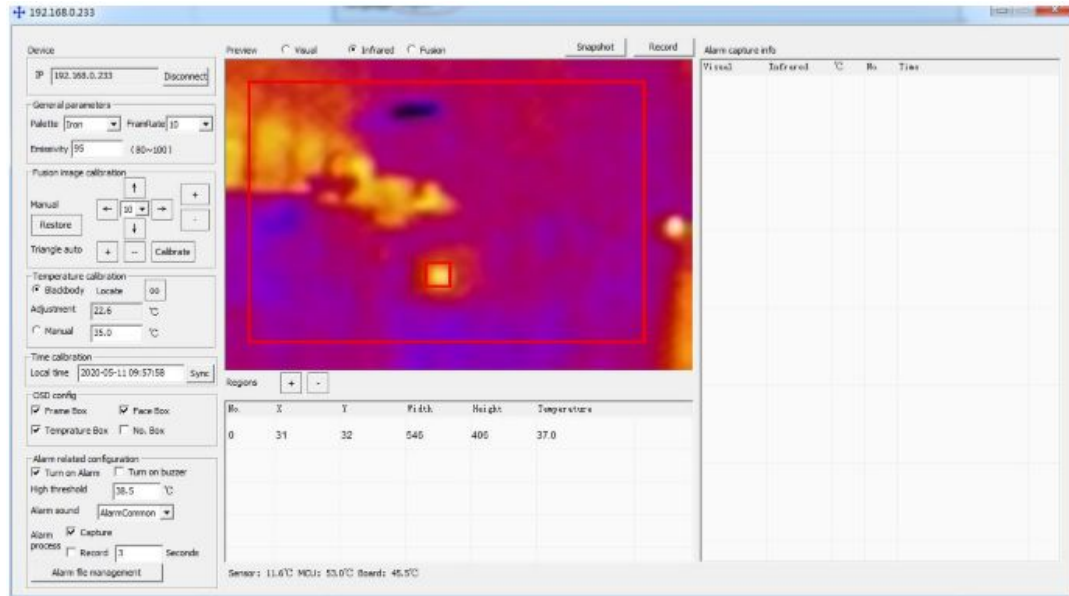 192.168.0.233
Device
IP 192.168.0.233 Disconnect
General parameters
Palette Iron FramRate 10
Emissivity 95 (80~100)
Fusion image calibration
↑
+
Manual ← 10 → -
Restore ↓
Triangle auto + -- Calibrate
Temperature calibration
Blackbody Locate oo
Adjustment 22.6 ℃
Manual 35.0 ℃
Time calibration
Local time 2020-05-11 09:57:58 Sync
OSD config
Frame Box Face Box
Temprature Box No. Box
Alarm related configuration
Turn on Alarm Turn on buzzer
High threshold 38.5 ℃
Alarm sound AlarmCommon
Alarm process Capture
Record 3 Seconds
Alarm file management
Preview Visual Infrared Fusion Snapshot Record
Regions + -
No. X Y Width Height Temperature
0 31 32 546 406 37.0
Sensor: 11.6℃ MCU: 53.0℃ Board: 45.5℃
Alarm capture info
Visual Infrared ℃ No Time